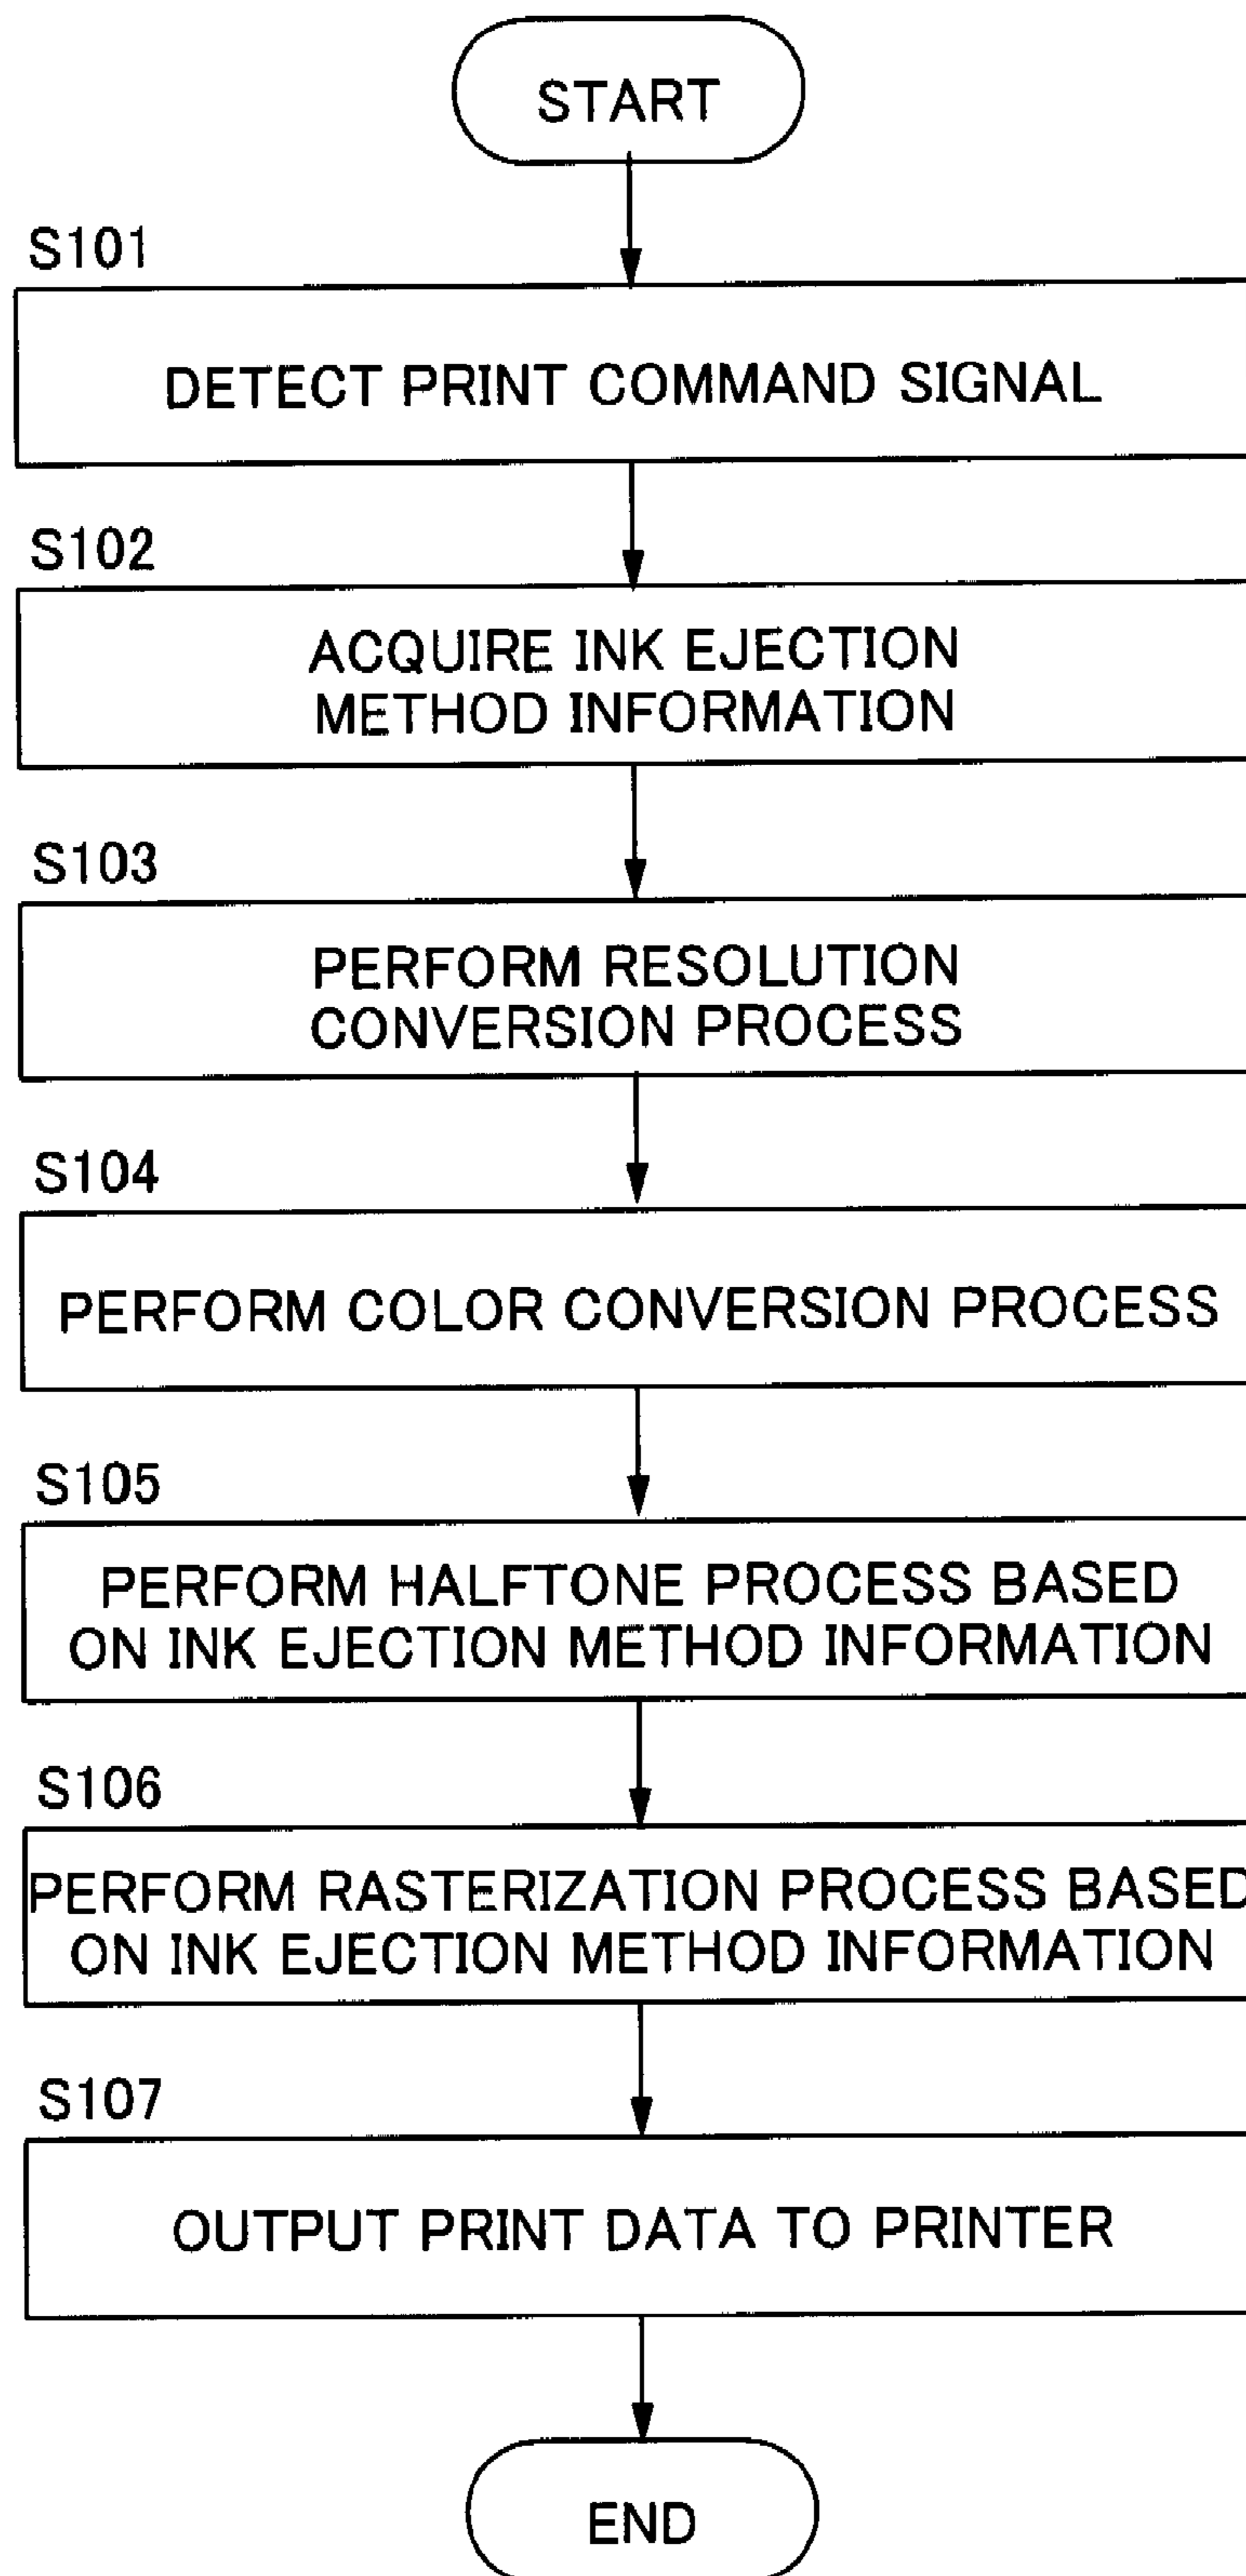 START
S101
DETECT PRINT COMMAND SIGNAL
S102
ACQUIRE INK EJECTION
METHOD INFORMATION
S103
PERFORM RESOLUTION
CONVERSION PROCESS
S104
PERFORM COLOR CONVERSION PROCESS
S105
PERFORM HALFTONE PROCESS BASED
ON INK EJECTION METHOD INFORMATION
S106
PERFORM RASTERIZATION PROCESS BASED
ON INK EJECTION METHOD INFORMATION
S107
OUTPUT PRINT DATA TO PRINTER
END